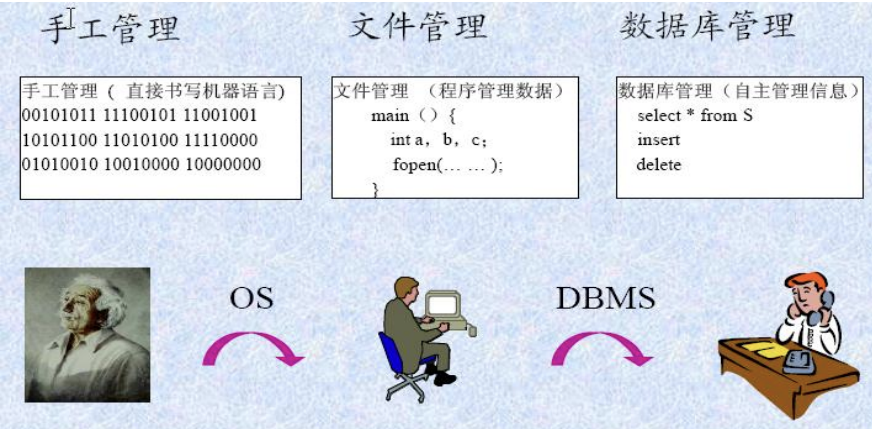 手工管理
文件管理
数据库管理
手工管理 ( 直接书写机器语言)
00101011 11100101 11001001
10101100 11010100 11110000
01010010 10010000 10000000
文件管理 （程序管理数据）
main （）{
int a，b，c；
fopen(… … );
}
数据库管理（自主管理信息）
select * from S
insert
delete
OS
DBMS